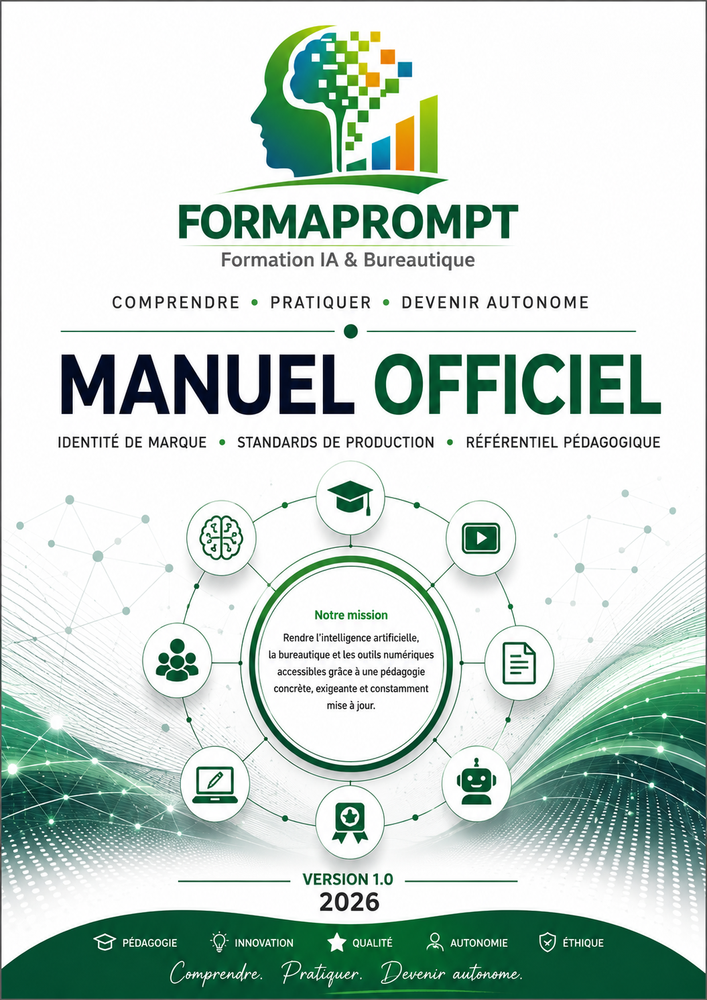 FORMAPROMPT
Formation IA & Bureautique
COMPRENDRE • PRATIQUER • DEVENIR AUTONOME
MANUEL OFFICIEL
IDENTITÉ DE MARQUE • STANDARDS DE PRODUCTION • RÉFÉRENTIEL PÉDAGOGIQUE
Notre mission
Rendre l'intelligence artificielle,
la bureautique et les outils numériques
accessibles grâce à une pédagogie
concrète, exigeante et constamment
mise à jour.
VERSION 1.0
2026
PÉDAGOGIE INNOVATION QUALITÉ AUTONOMIE ÉTHIQUE
Comprendre. Pratiquer. Devenir autonome.